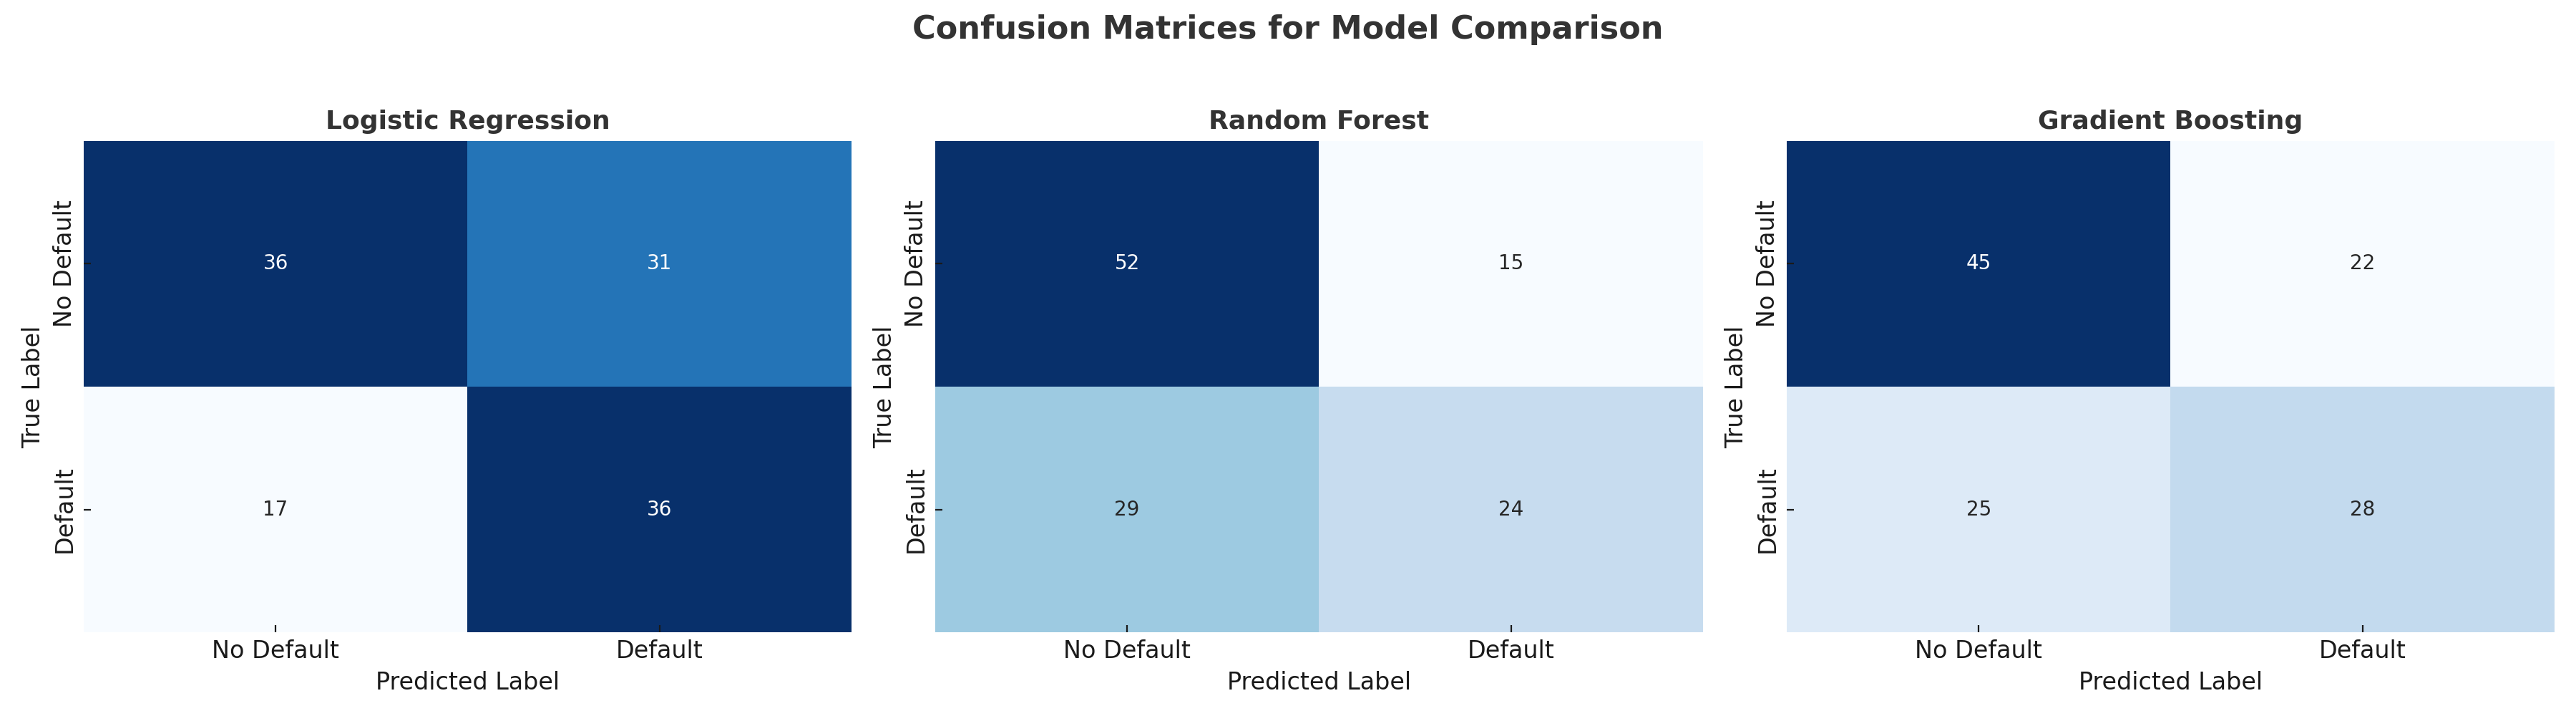 Confusion Matrices for Model Comparison
Logistic Regression
True Label
No Default
Default
36
31
17
36
No Default
Default
Predicted Label
Random Forest
True Label
No Default
Default
52
15
29
24
No Default
Default
Predicted Label
Gradient Boosting
True Label
No Default
Default
45
22
25
28
No Default
Default
Predicted Label